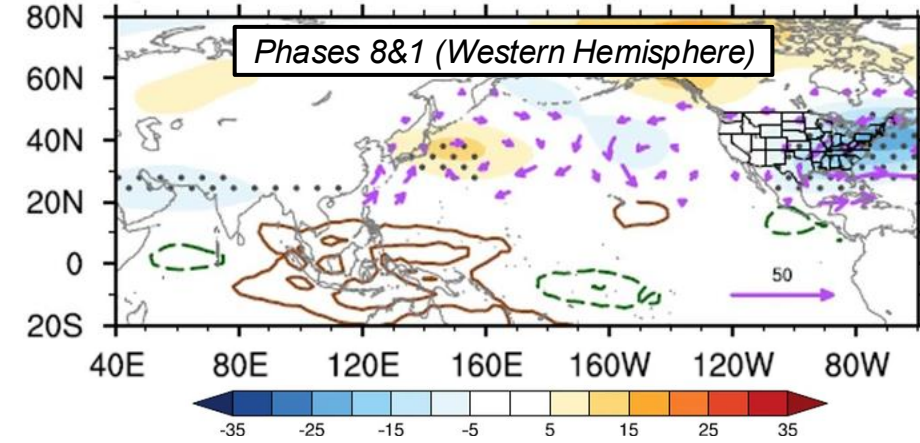 80N
Phases 8&1 (Western Hemisphere)
60N
40N
20N
0
50
20S
40E 80E 120E 160E 160W 120W 80W
-35 -25 -15 -5 5 15 25 35